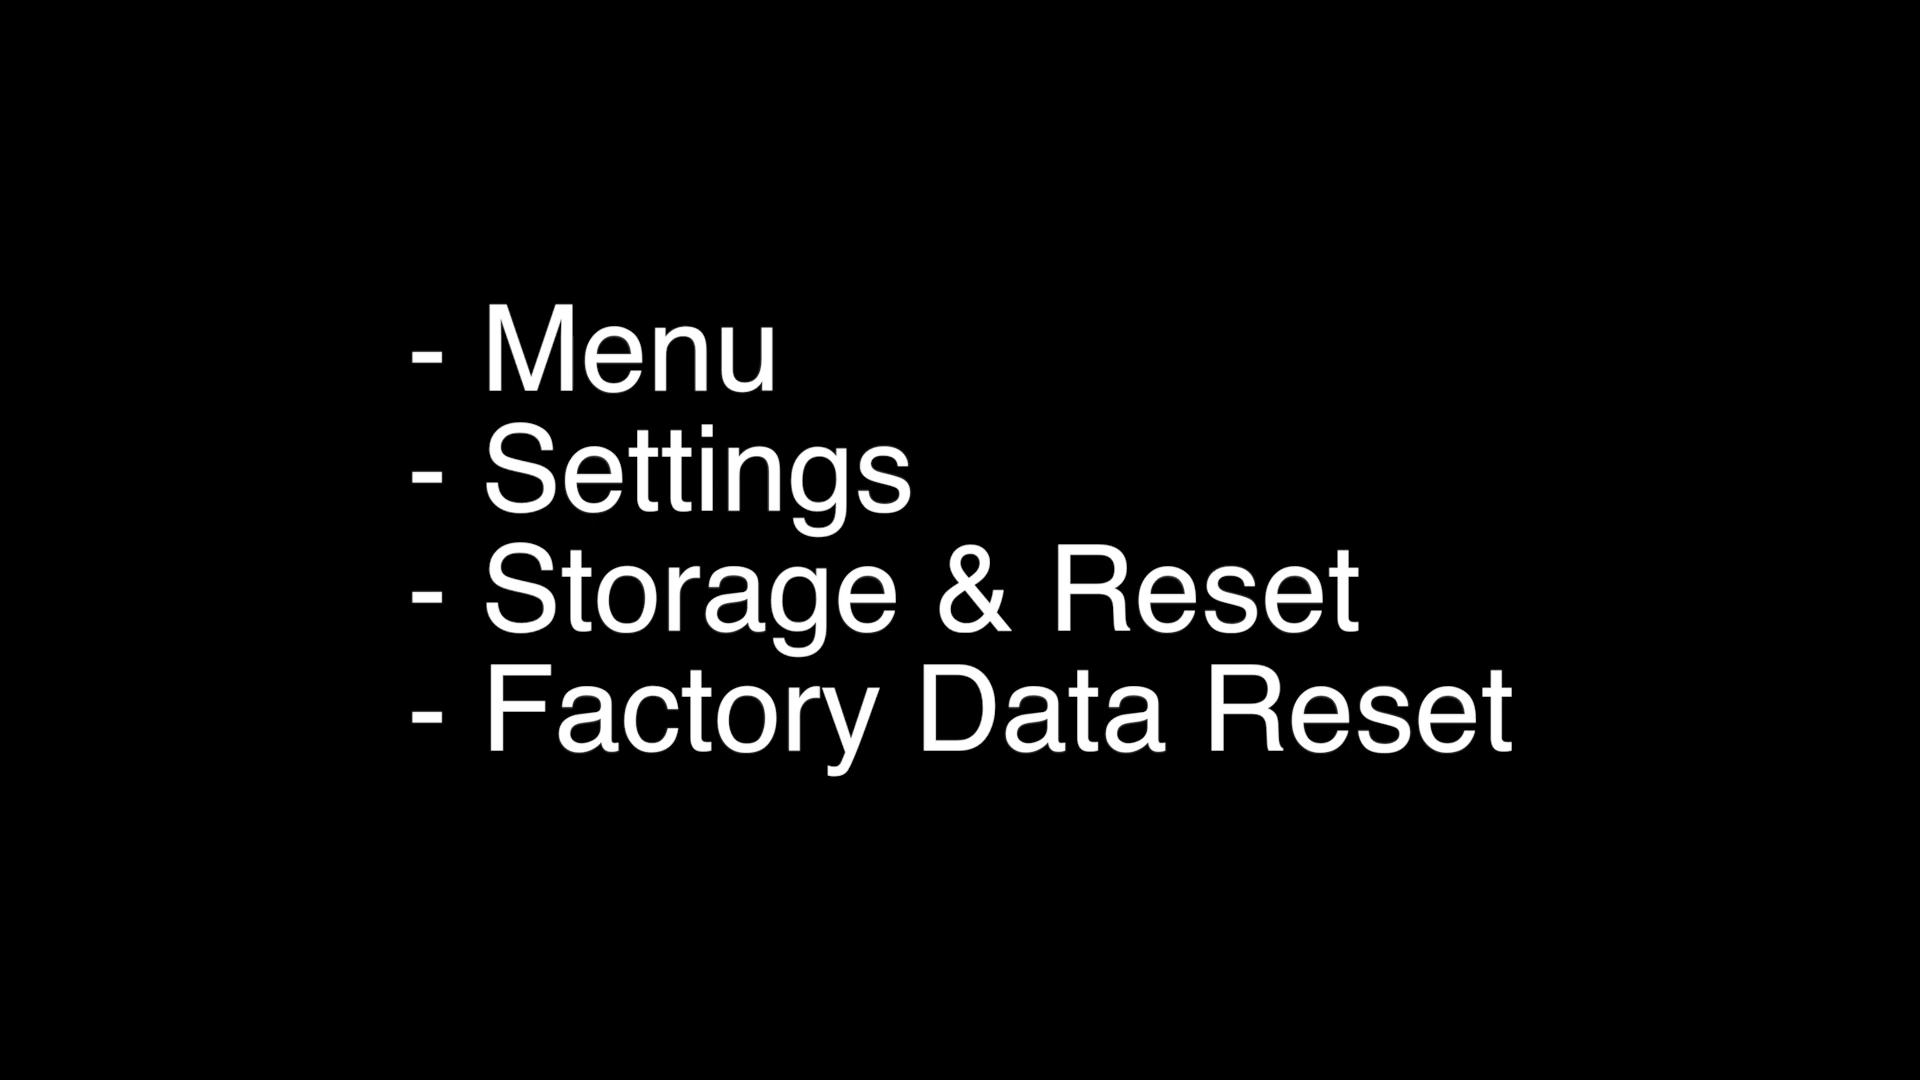 - Menu
- Settings
- Storage & Reset
- Factory Data Reset